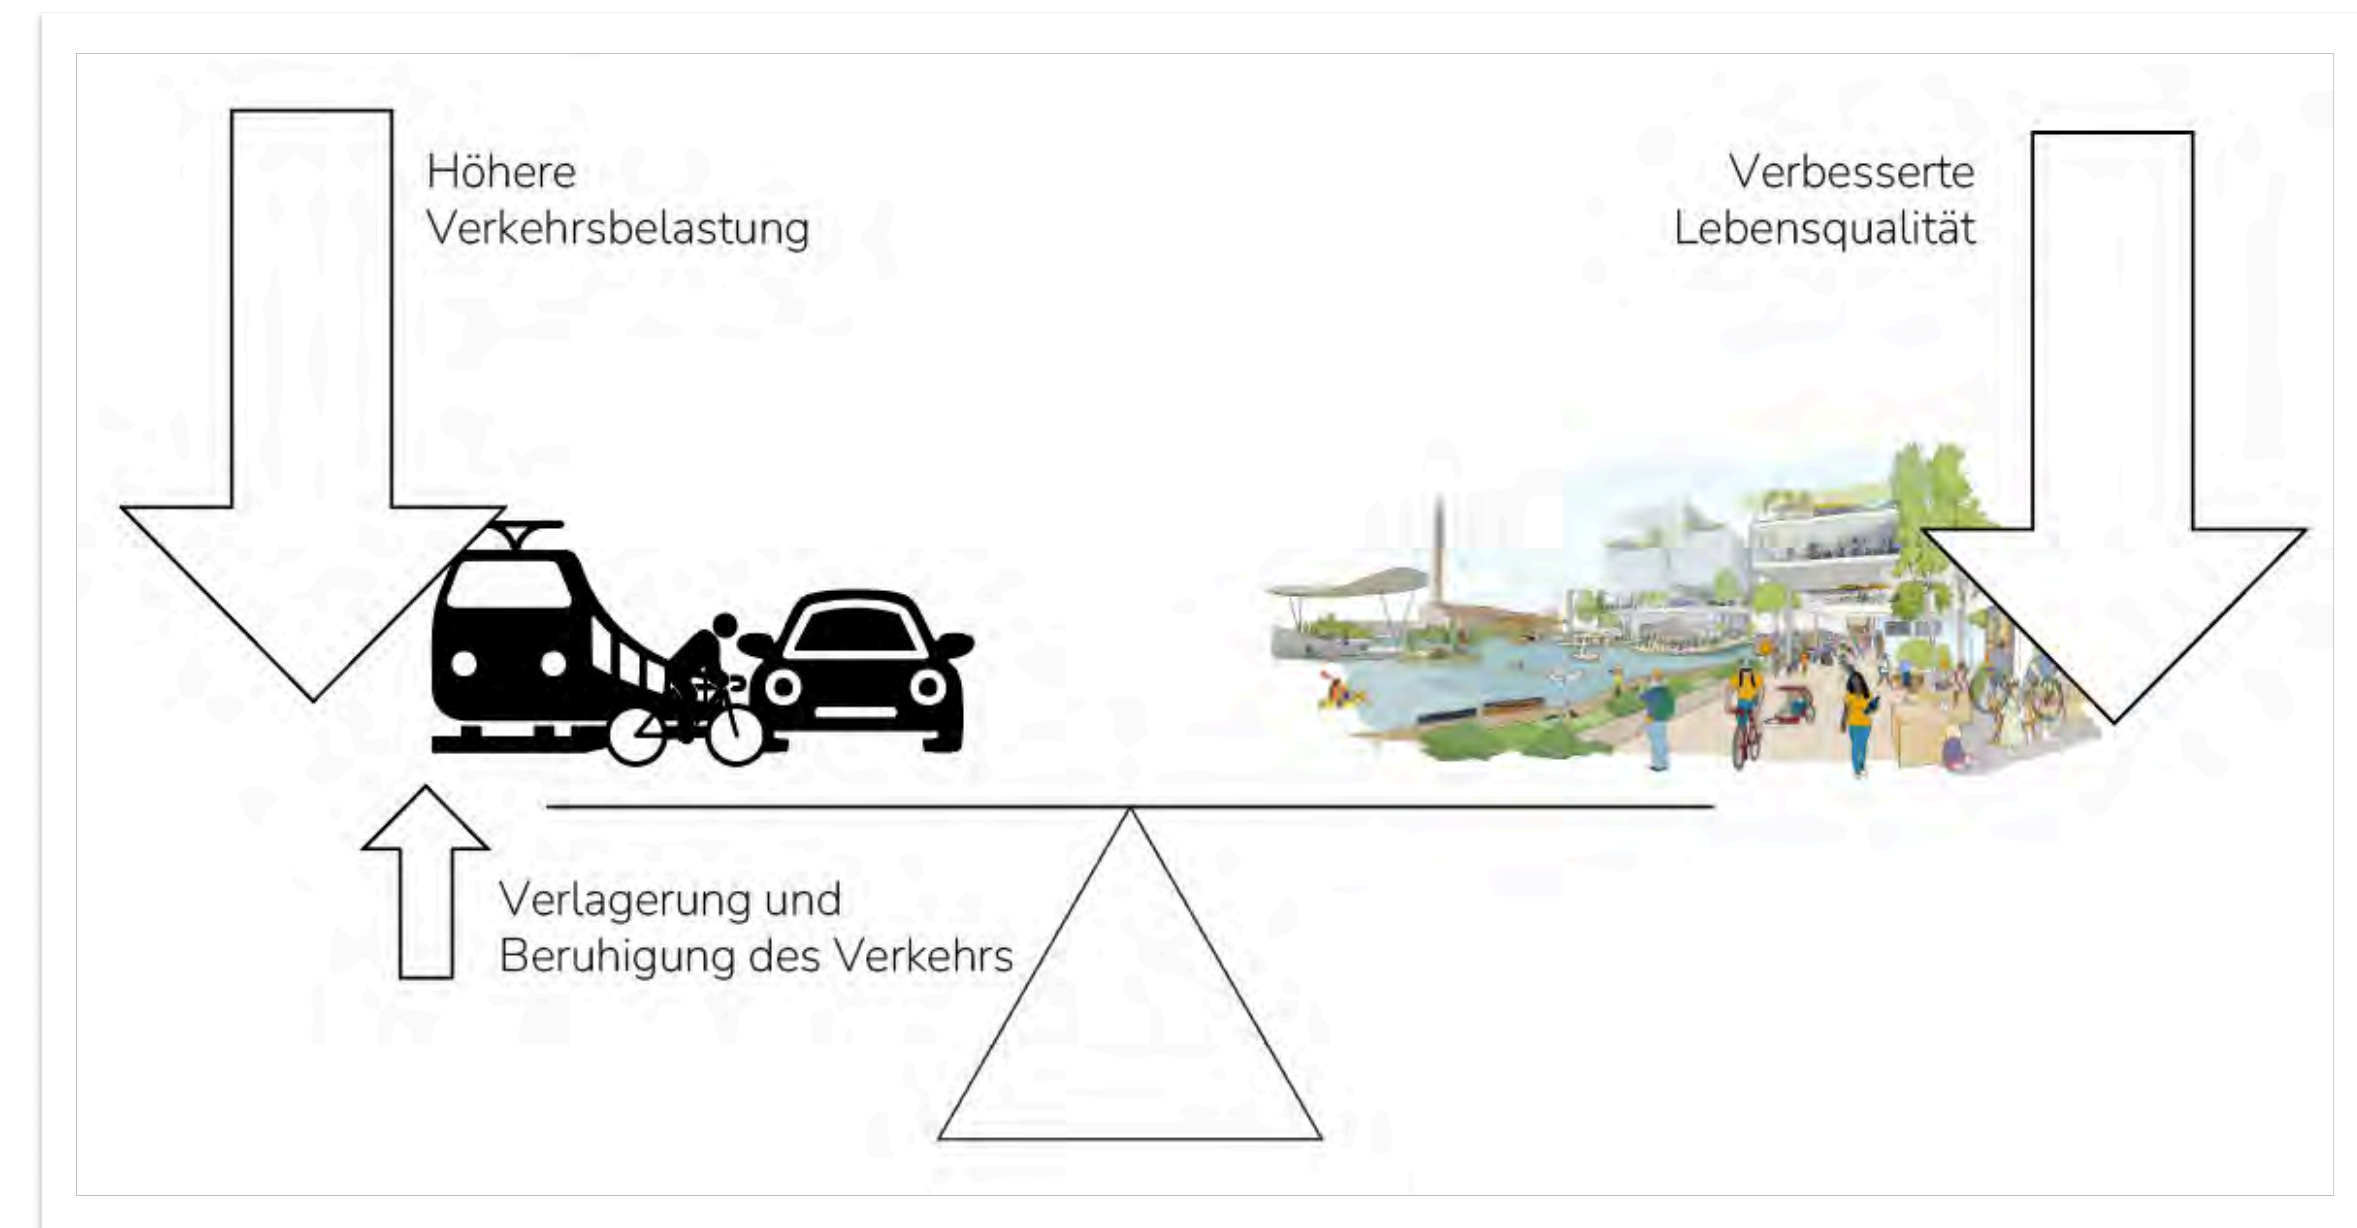 Höhere
Verkehrsbelastung
Verbesserte
Lebensqualität
Verlagerung und
Beruhigung des Verkehrs